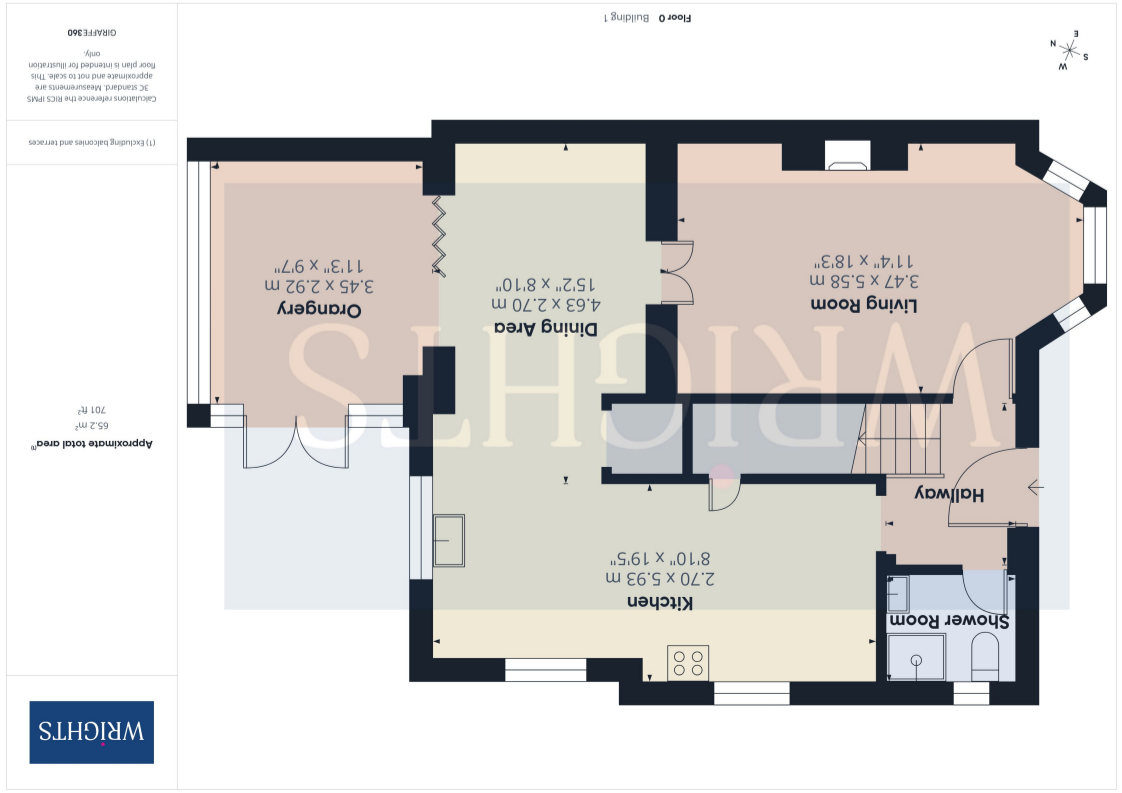 WRIGHTS
Approximate total area(1)
65.2 m²
701 ft²
(1) Excluding balconies and terraces
Calculations reference the RICS IPMS
3C standard. Measurements are
approximate and not to scale. This
floor plan is intended for illustration
only.
GIRAFFE360
Shower Room
Kitchen
2.70 x 5.93 m
8'10" x 19'5"
Hallway
WRIGHTS
Living Room
3.47 x 5.58 m
11'4" x 18'3"
Dining Area
4.63 x 2.70 m
15'2" x 8'10"
Orangery
3.45 x 2.92 m
11'3" x 9'7"
W
S
N
E
Floor 0 Building 1